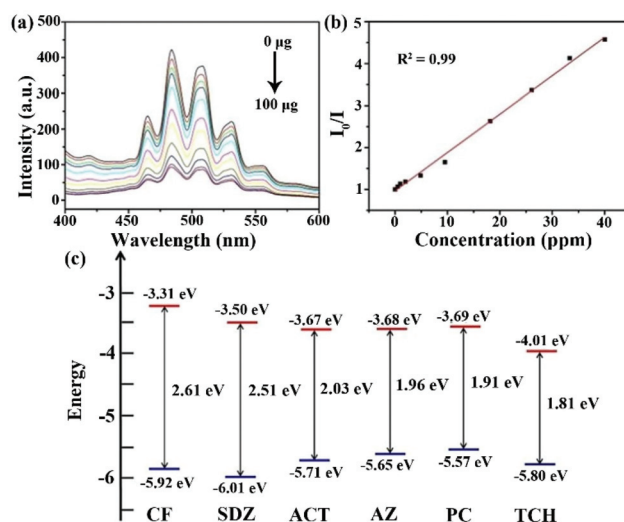 (a)
500
400
300
200
100
0
Intensity (a.u.)
0 µg
100 µg
400 450 500 550 600
Wavelength (nm)
(b)
6
5
4
3
2
1
0
I₀/I
R² = 0.99
0 10 20 30 40
Concentration (ppm)
(c)
Energy
-3
-4
-5
-6
-3.31 eV
-3.50 eV
-3.67 eV
-3.68 eV
-3.69 eV
-4.01 eV
2.61 eV
2.51 eV
2.03 eV
1.96 eV
1.91 eV
1.81 eV
-5.92 eV
-6.01 eV
-5.71 eV
-5.65 eV
-5.57 eV
-5.80 eV
CF SDZ ACT AZ PC TCH